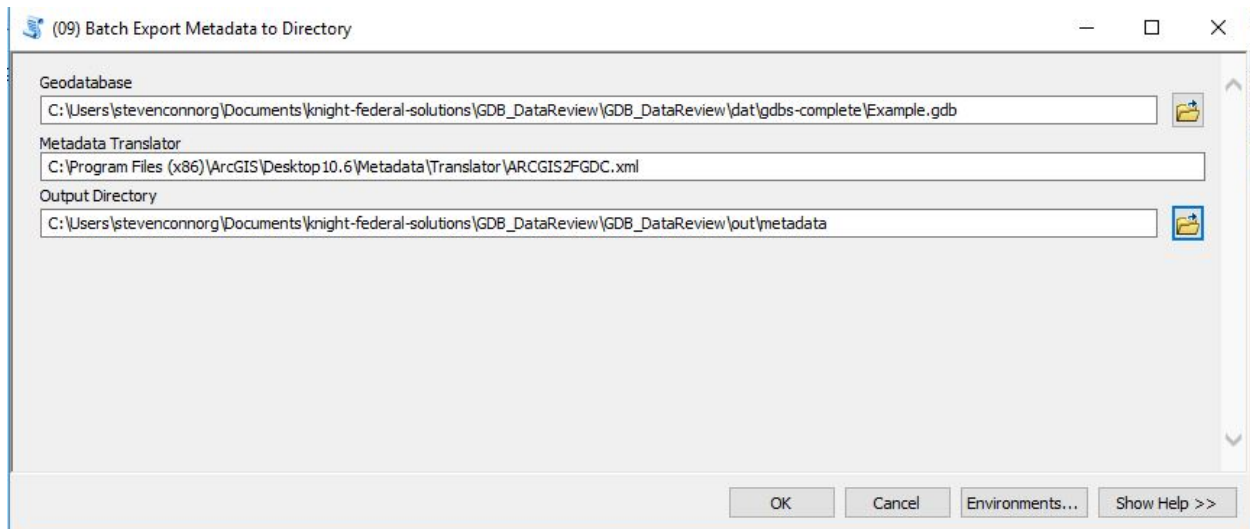 (09) Batch Export Metadata to Directory
Geodatabase
C:\Users\stevenconnorg\Documents\knight-federal-solutions\GDB_DataReview\GDB_DataReview\dat\gdbs-complete\Example.gdb
Metadata Translator
C:\Program Files (x86)\ArcGIS\Desktop10.6\Metadata\Translator\ARCGIS2FGDC.xml
Output Directory
C:\Users\stevenconnorg\Documents\knight-federal-solutions\GDB_DataReview\GDB_DataReview\out\metadata
OK Cancel Environments... Show Help >>